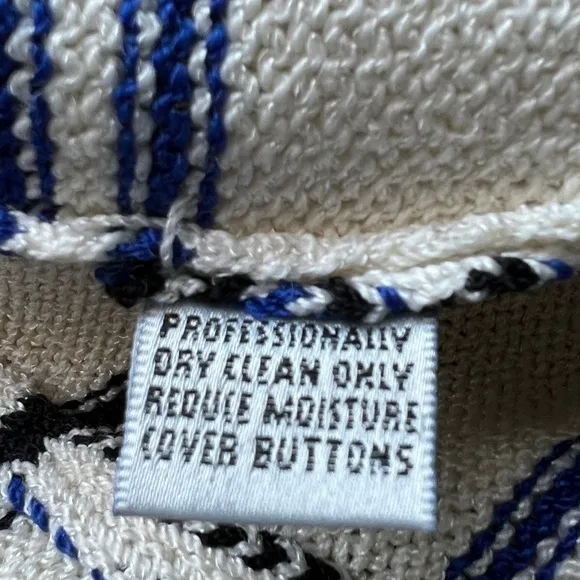 PROFESSIONALLY
DRY CLEAN ONLY
REDUCE MOISTURE
COVER BUTTONS